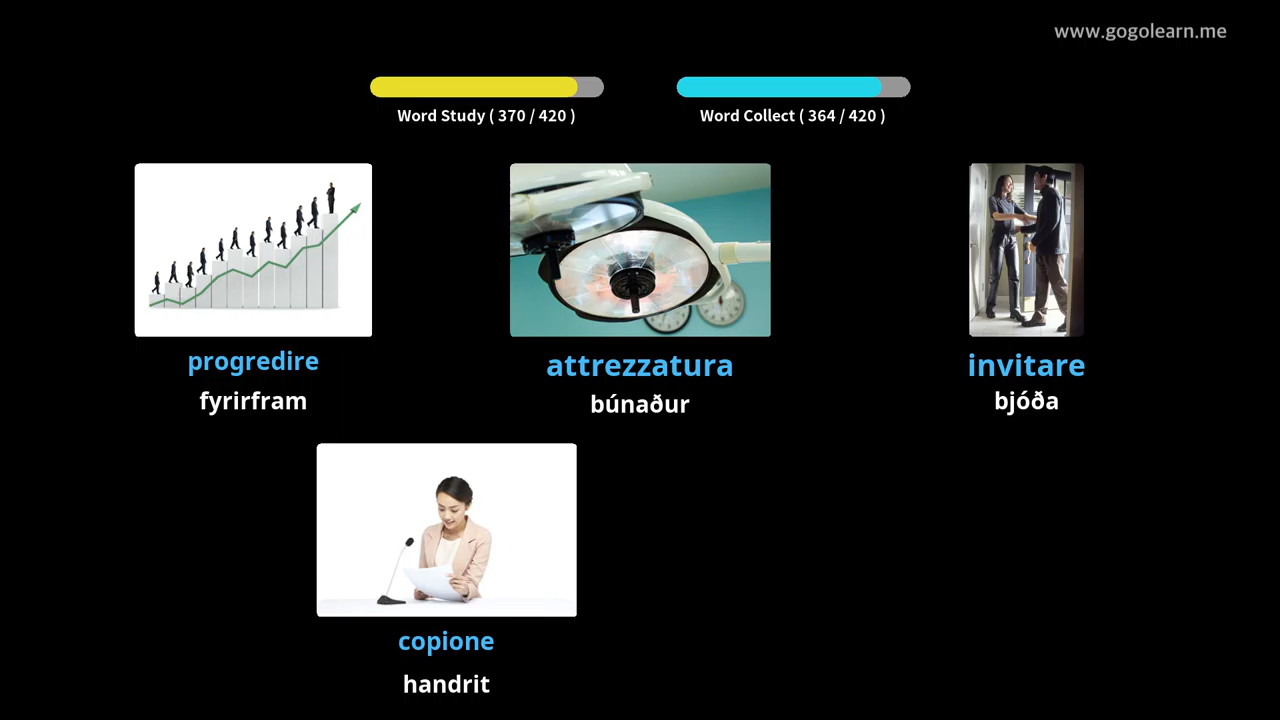 www.gogolearn.me
Word Study ( 370 / 420 )
Word Collect ( 364 / 420 )
progredire
fyrirfram
attrezzatura
búnaður
invitare
bjóða
copione
handrit